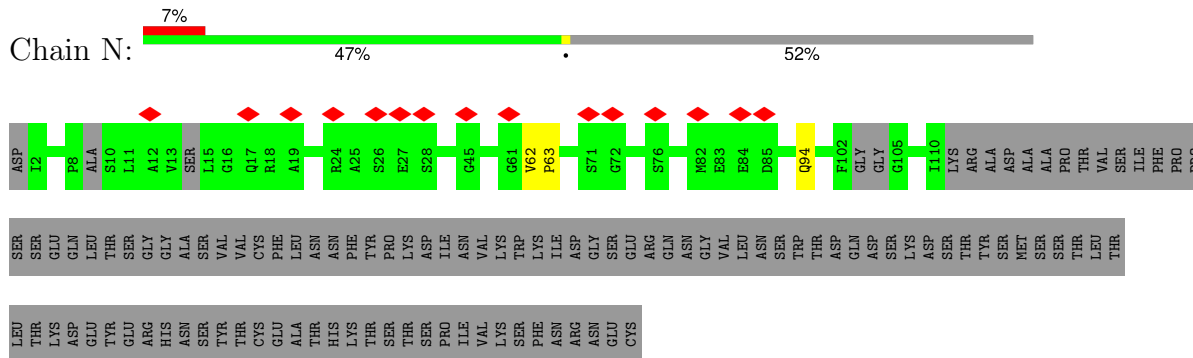 7%
Chain N:
47% • 52%
ASP I2 P8 ALA S10 L11 A12 V13 SER L15 G16 Q17 R18 A19 R24 A25 S26 E27 S28 G45 G61 V62 P63 S71 G72 S76 M82 E83 E84 D85 Q94 F102 GLY GLY G105 I110 LYS ARG ALA ASP ALA ALA PRO THR VAL SER ILE PHE PRO PRO
SER SER GLU GLN LEU THR SER GLY GLY ALA SER VAL VAL CYS PHE LEU ASN ASN PHE TYR PRO LYS ASP ILE ASN VAL LYS TRP LYS ILE ASP GLY SER GLU ARG GLN ASN GLY VAL LEU ASN SER TRP THR ASP GLN ASP SER LYS ASP SER THR TYR SER MET SER SER THR LEU THR
LEU THR LYS ASP GLU TYR GLU ARG HIS ASN SER TYR THR CYS GLU ALA THR HIS LYS THR SER THR SER PRO ILE VAL LYS SER PHE ASN ARG ASN GLU CYS